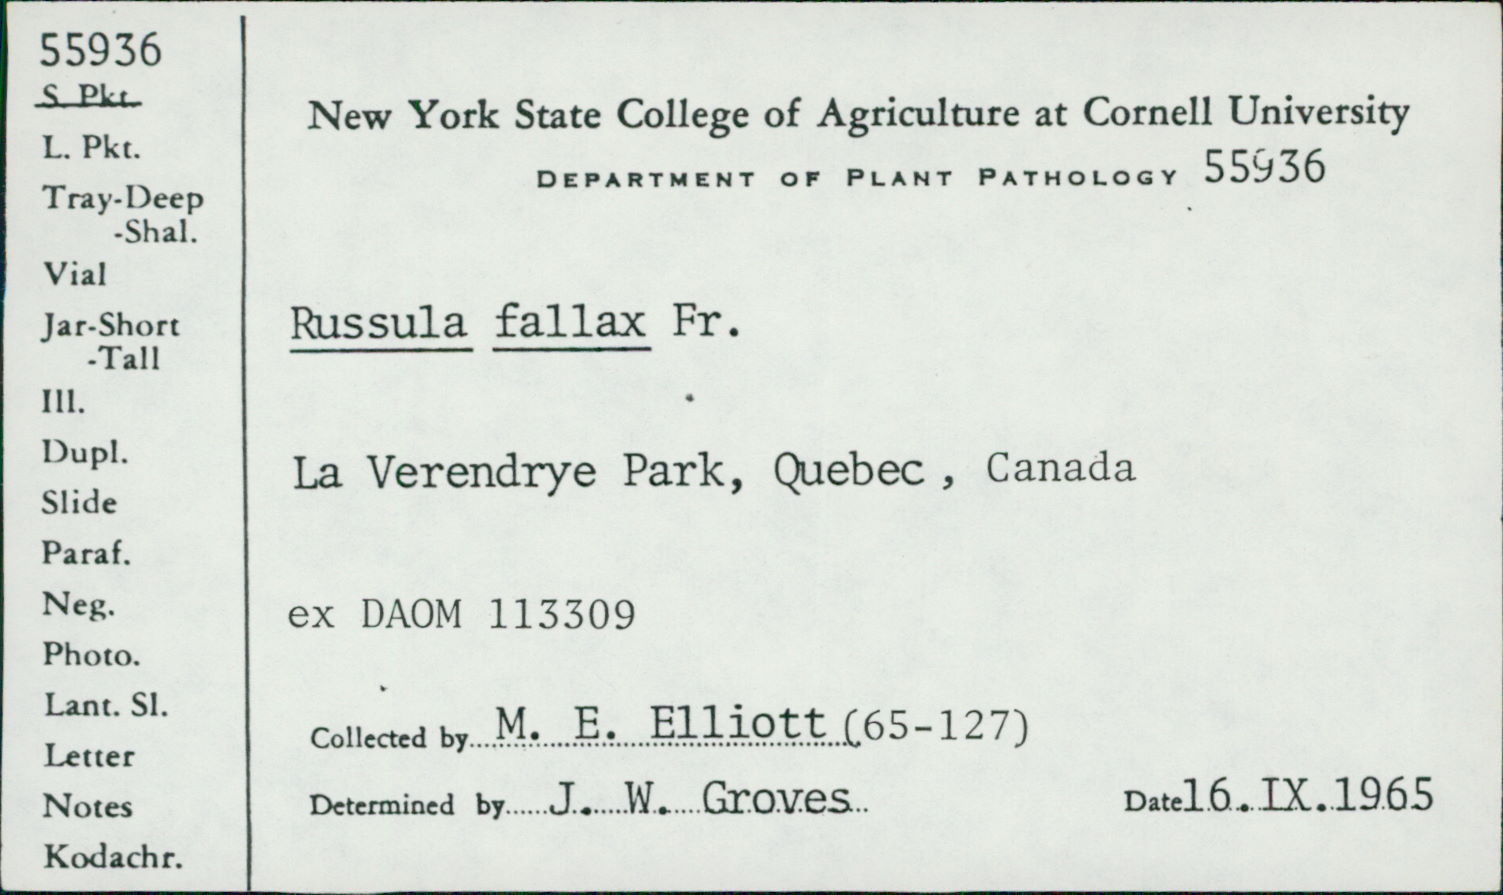 55936
S. Pkt.
L. Pkt.
Tray-Deep
-Shal.
Vial
Jar-Short
-Tall
Ill.
Dupl.
Slide
Paraf.
Neg.
Photo.
Lant. Sl.
Letter
Notes
Kodachr.
New York State College of Agriculture at Cornell University
DEPARTMENT OF PLANT PATHOLOGY 55936
Russula fallax Fr.
La Verendrye Park, Quebec , Canada
ex DAOM 113309
Collected by M. E. Elliott (65-127)
Determined by J. W. Groves
Date 16.IX.1965